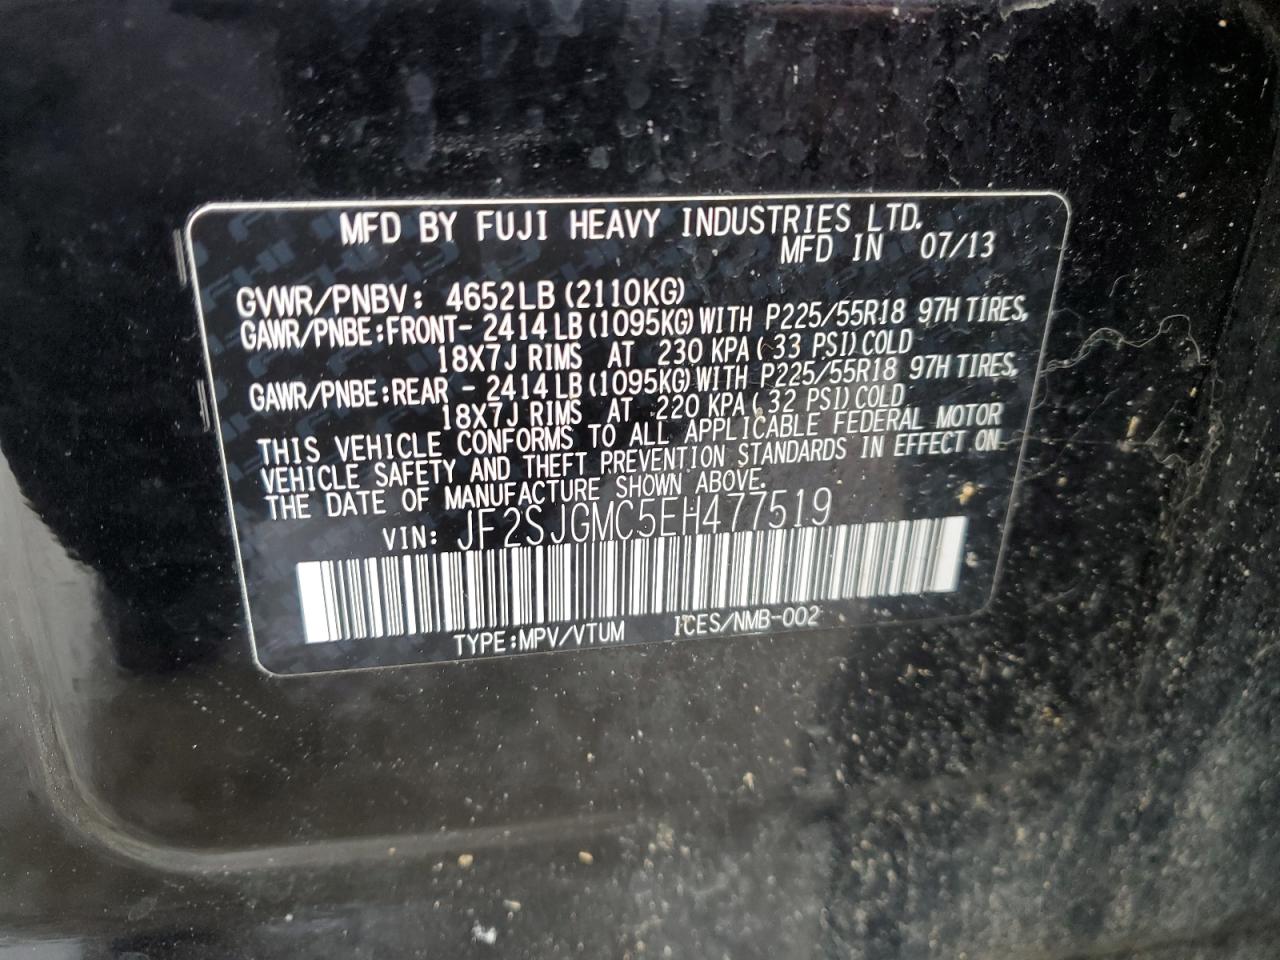 MFD BY FUJI HEAVY INDUSTRIES LTD.
MFD IN 07/13
GVWR/PNBV: 4652LB (2110KG)
GAWR/PNBE:FRONT- 2414 LB (1095KG) WITH P225/55R18 97H TIRES,
18X7J RIMS AT 230 KPA ( 33 PSI) COLD
GAWR/PNBE:REAR - 2414 LB (1095KG) WITH P225/55R18 97H TIRES,
18X7J RIMS AT 220 KPA ( 32 PSI) COLD
THIS VEHICLE CONFORMS TO ALL APPLICABLE FEDERAL MOTOR
VEHICLE SAFETY AND THEFT PREVENTION STANDARDS IN EFFECT ON
THE DATE OF MANUFACTURE SHOWN ABOVE.
VIN: JF2SJGMC5EH477519
TYPE:MPV/VTUM ICES/NMB-002